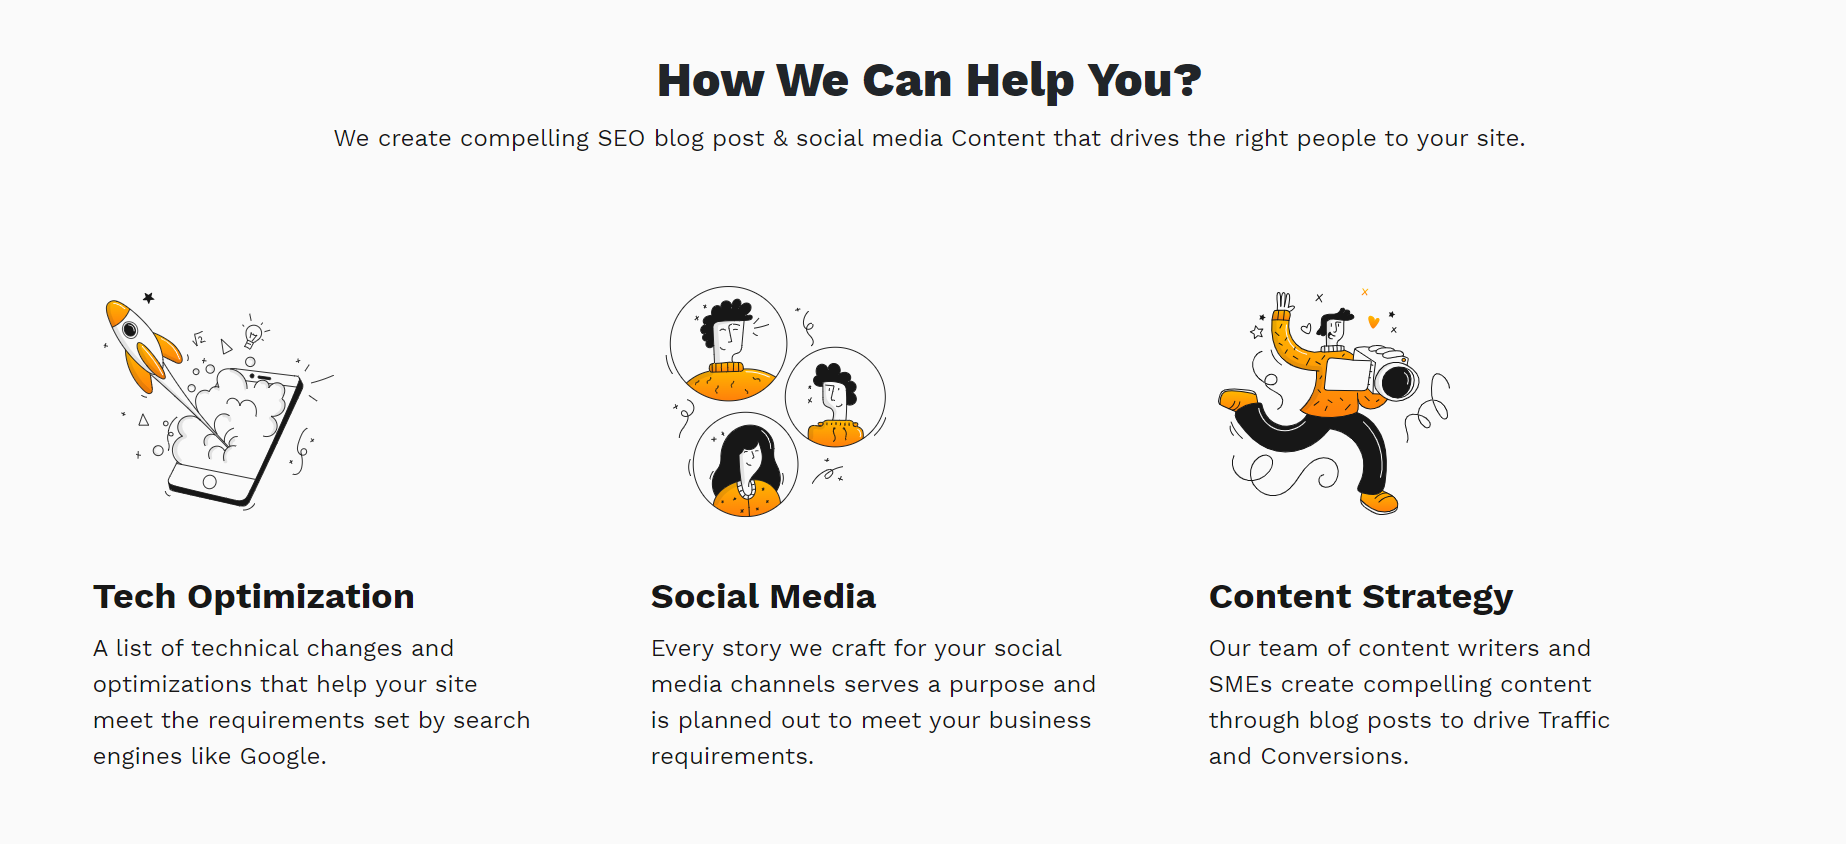 How We Can Help You?
We create compelling SEO blog post & social media Content that drives the right people to your site.
√2
Tech Optimization
A list of technical changes and
optimizations that help your site
meet the requirements set by search
engines like Google.
Social Media
Every story we craft for your social
media channels serves a purpose and
is planned out to meet your business
requirements.
Content Strategy
Our team of content writers and
SMEs create compelling content
through blog posts to drive Traffic
and Conversions.